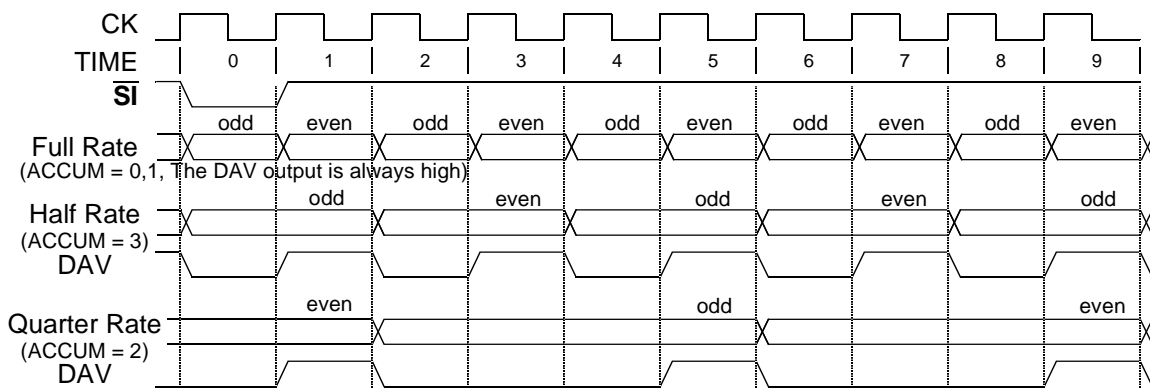 CK
TIME 0 1 2 3 4 5 6 7 8 9
SI
odd even odd even odd even odd even odd even
Full Rate
(ACCUM = 0,1, The DAV output is always high)
odd even odd even odd
Half Rate
(ACCUM = 3)
DAV
even odd even
Quarter Rate
(ACCUM = 2)
DAV